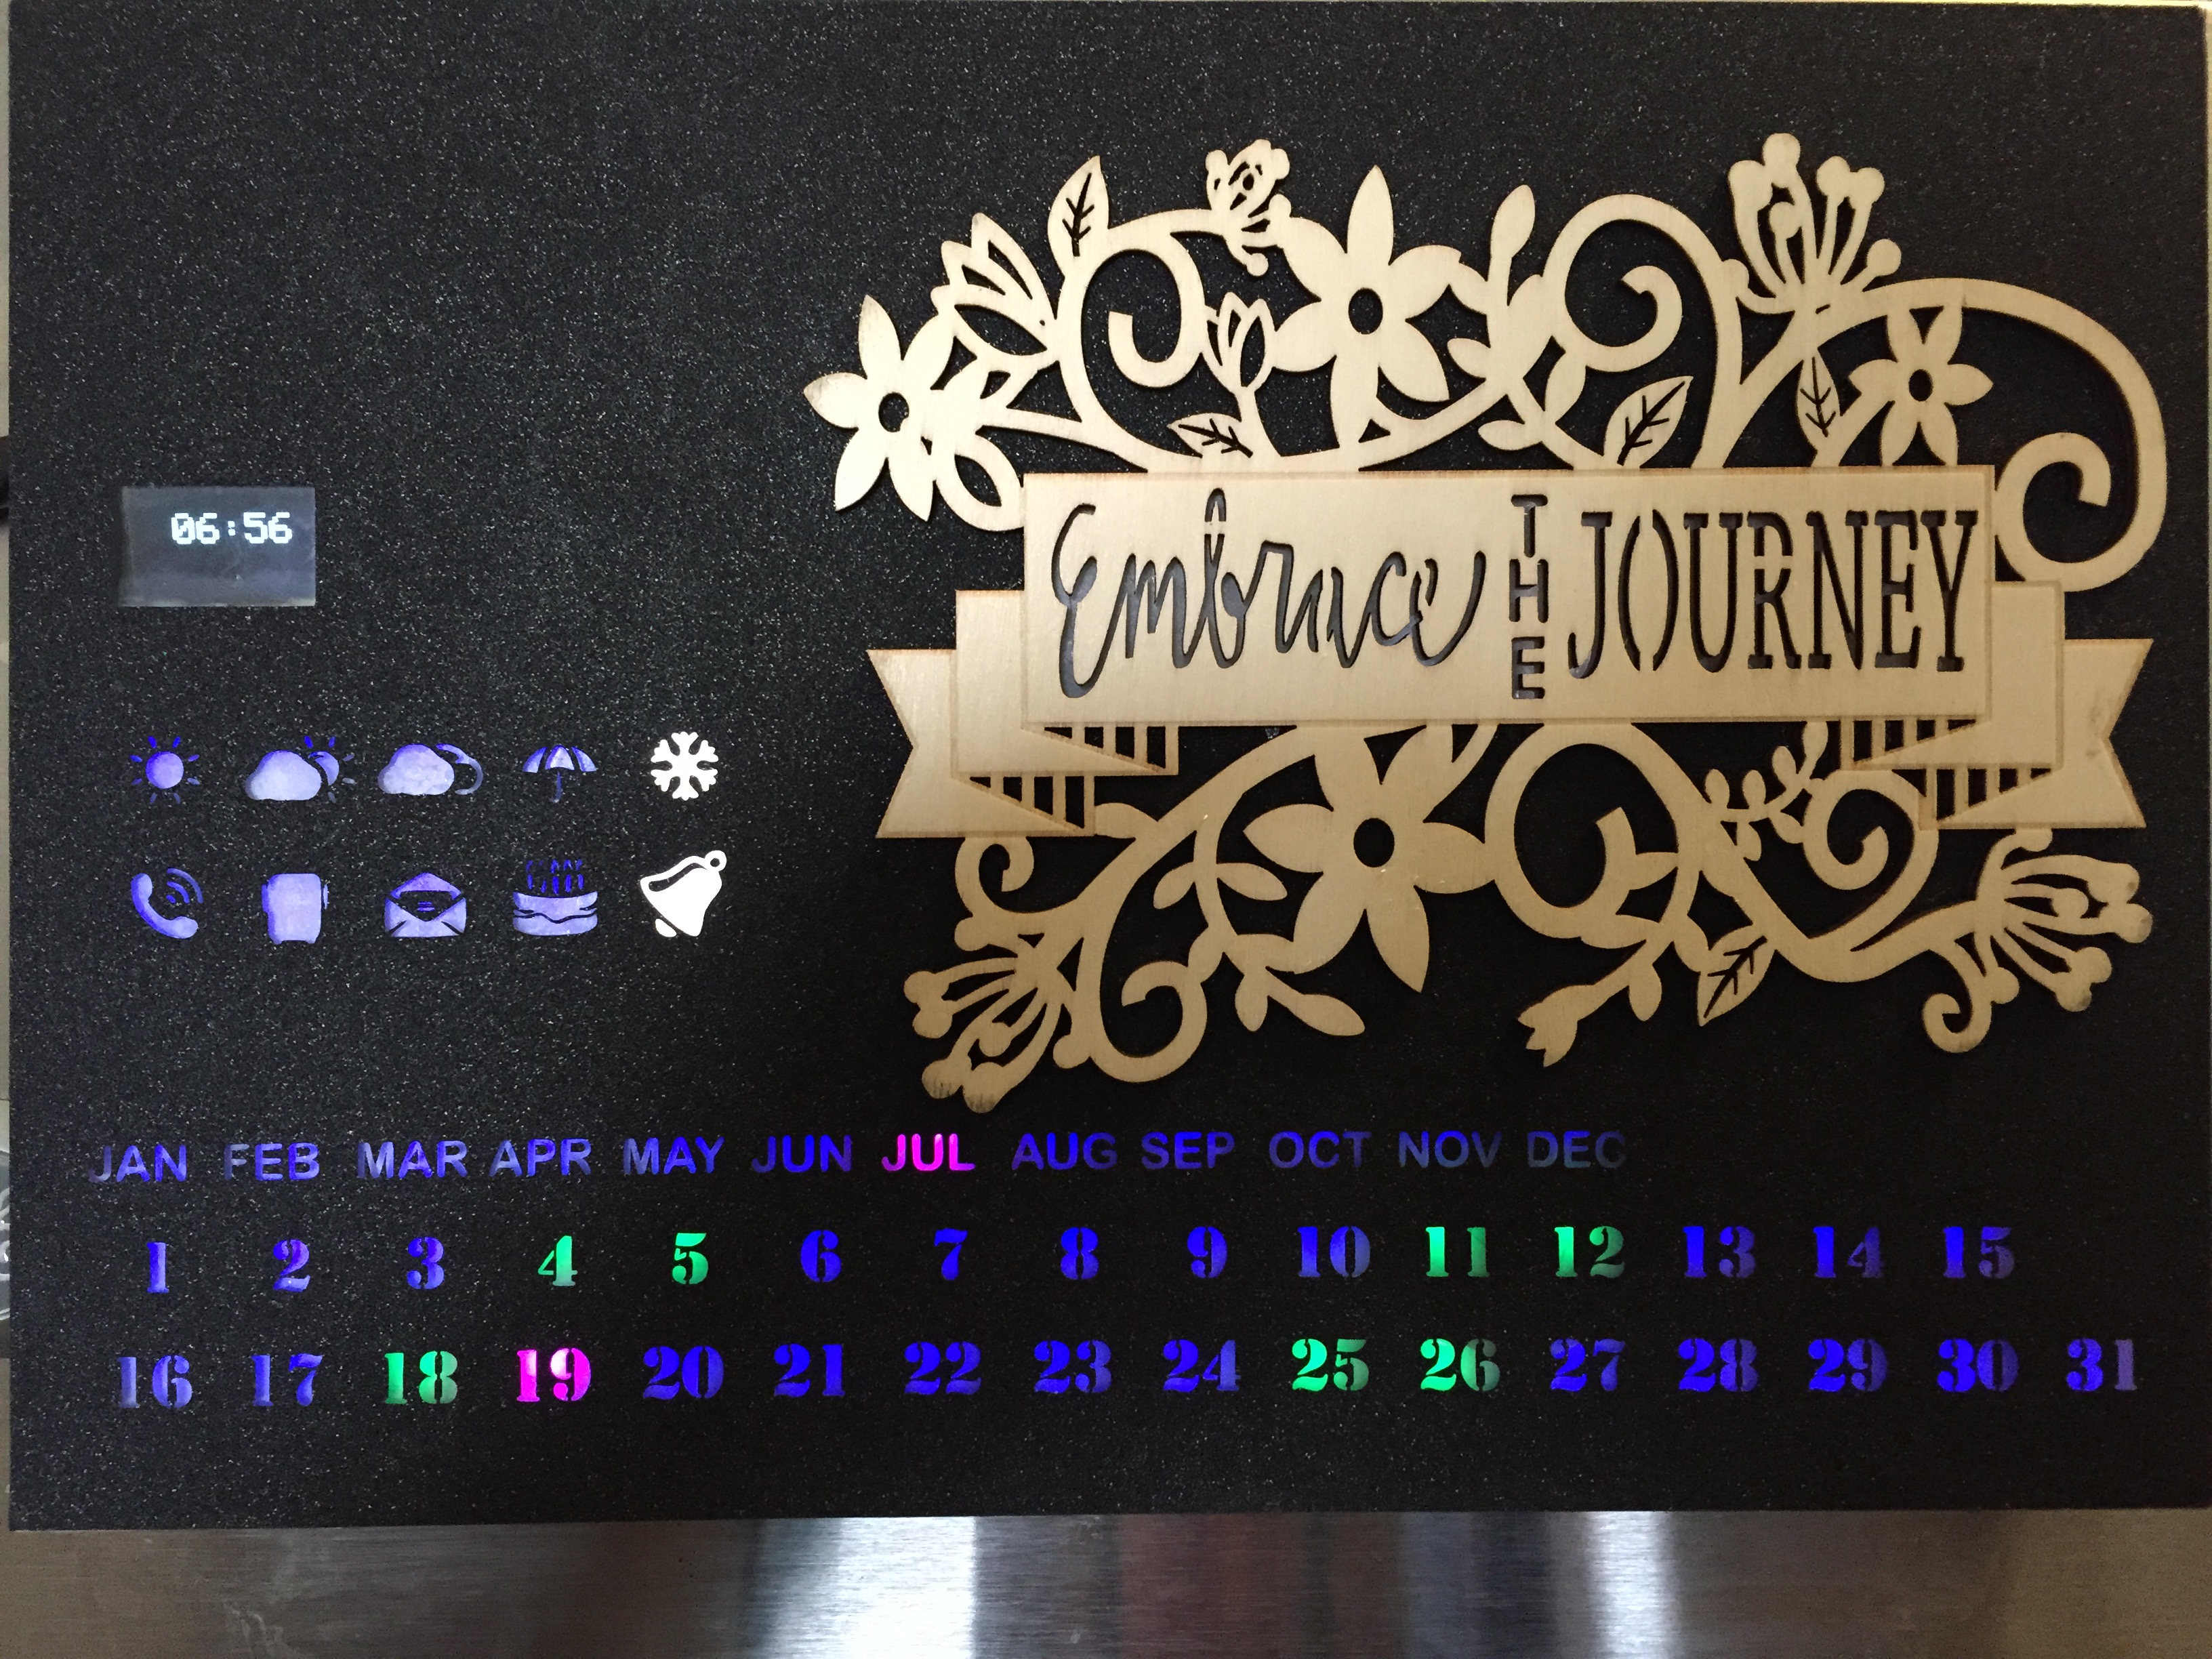 06:56
Embrace THE JOURNEY
JAN FEB MAR APR MAY JUN JUL AUG SEP OCT NOV DEC
1 2 3 4 5 6 7 8 9 10 11 12 13 14 15
16 17 18 19 20 21 22 23 24 25 26 27 28 29 30 31